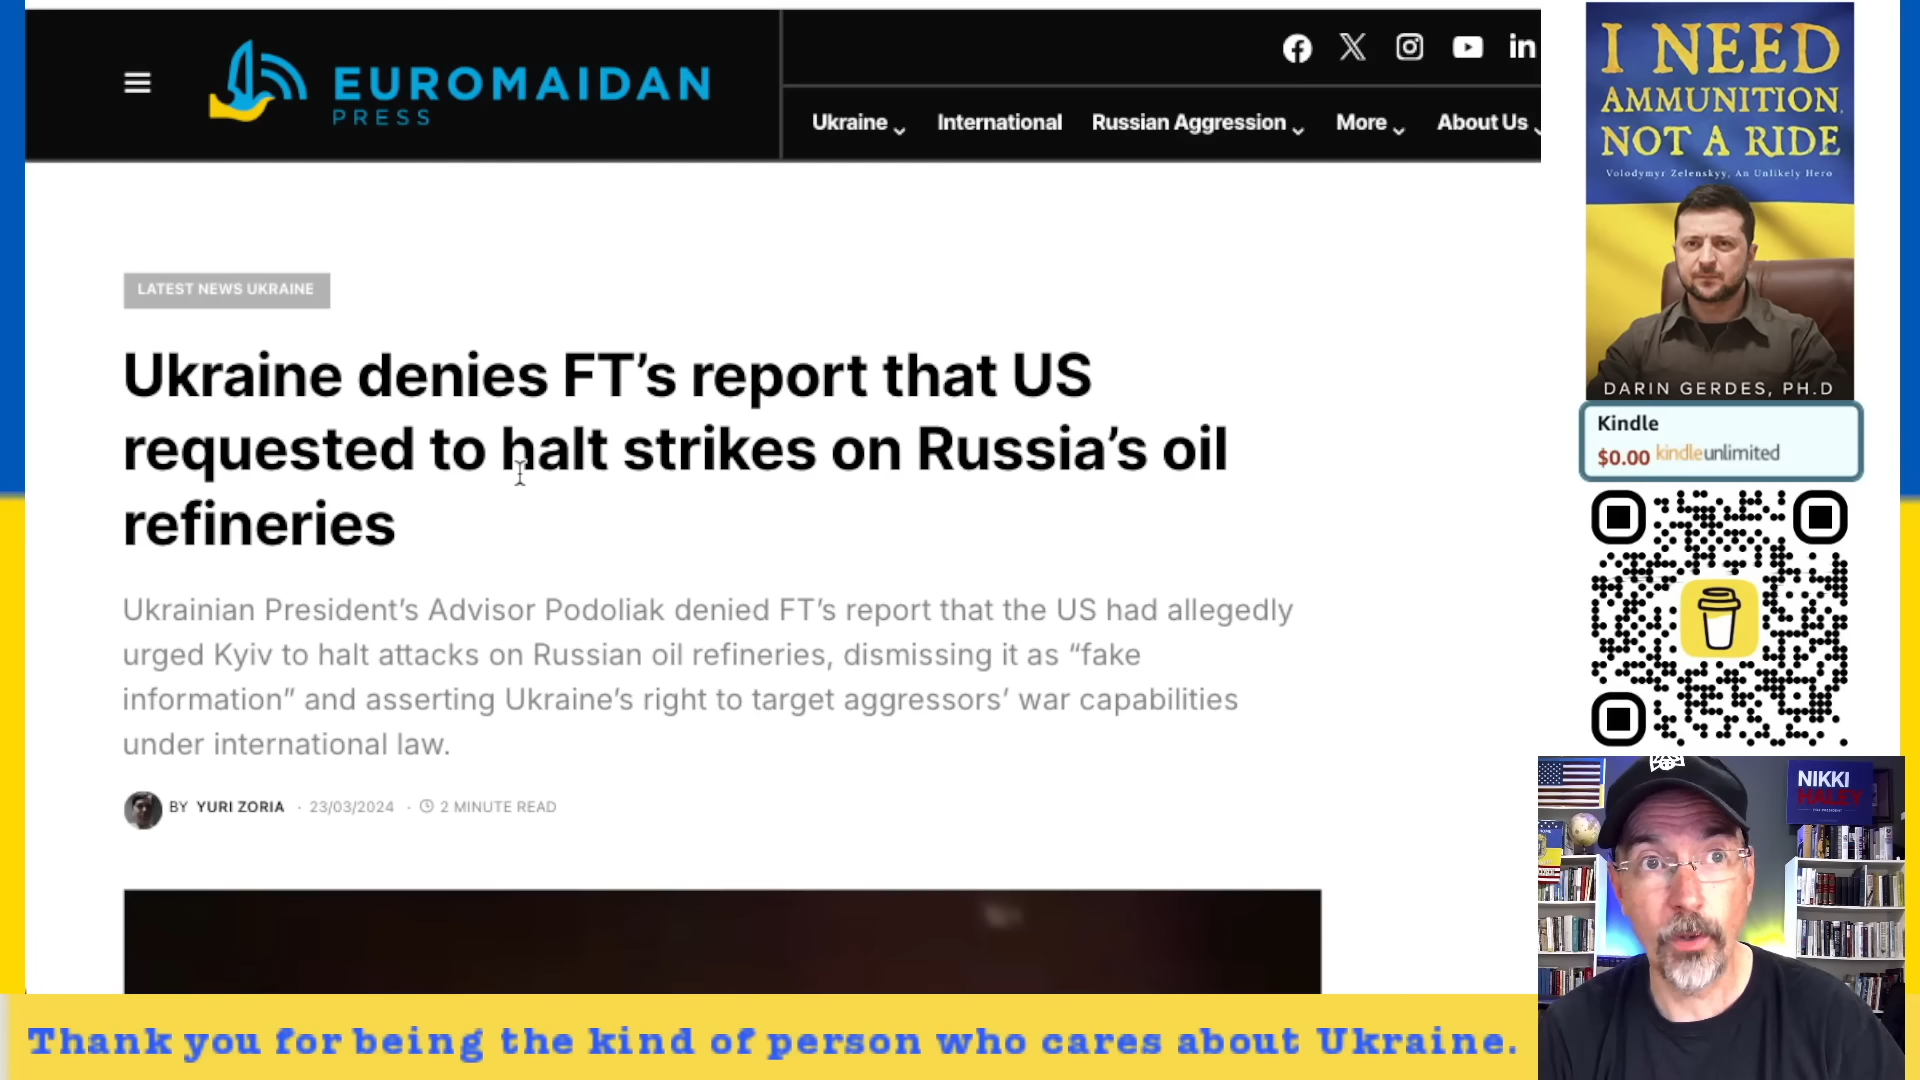 EUROMAIDAN
PRESS
Ukraine
International
Russian Aggression
More
About Us
LATEST NEWS UKRAINE
Ukraine denies FT’s report that US
requested to halt strikes on Russia’s oil
refineries
Ukrainian President’s Advisor Podoliak denied FT’s report that the US had allegedly
urged Kyiv to halt attacks on Russian oil refineries, dismissing it as “fake
information” and asserting Ukraine’s right to target aggressors’ war capabilities
under international law.
BY YURI ZORIA · 23/03/2024 · 2 MINUTE READ
I NEED
AMMUNITION,
NOT A RIDE
Volodymyr Zelenskyy, An Unlikely Hero
DARIN GERDES, PH.D
Kindle
$0.00 kindleunlimited
NIKKI
HALEY
Thank you for being the kind of person who cares about Ukraine.